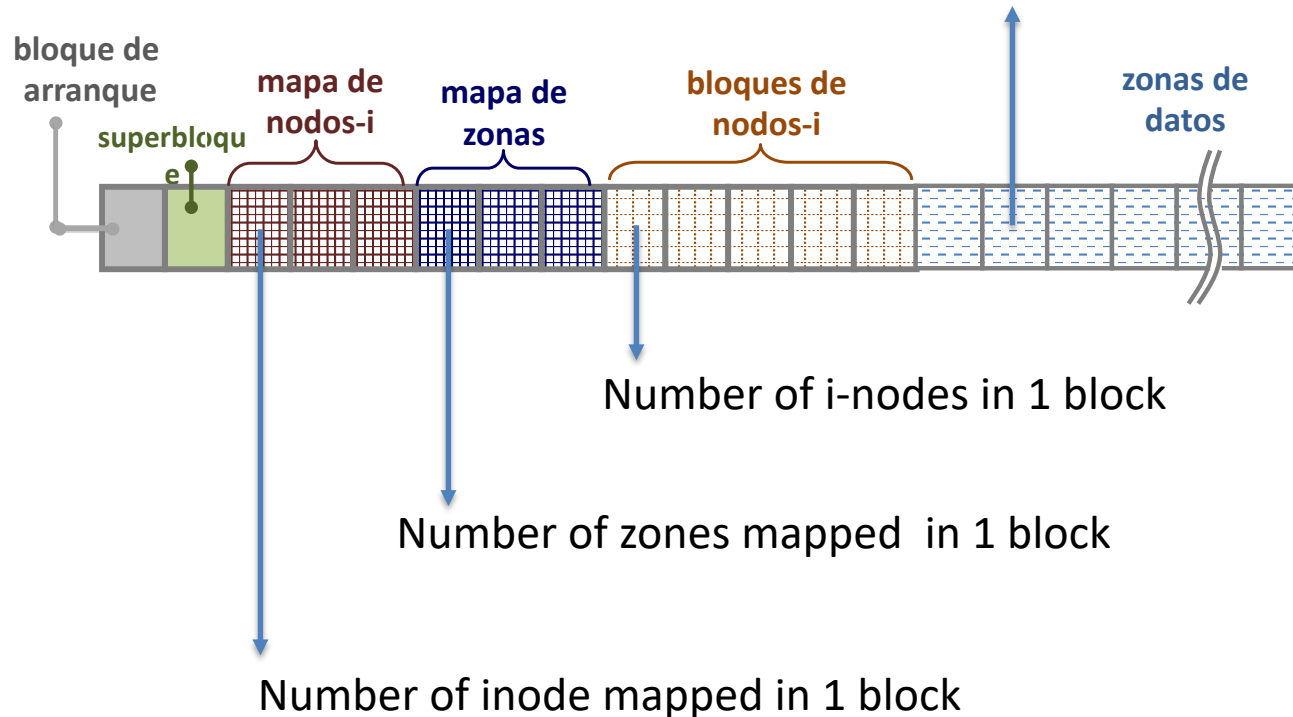 bloque de
arranque
superbloqu
e
mapa de
nodos-i
mapa de
zonas
bloques de
nodos-i
zonas de
datos
Number of i-nodes in 1 block
Number of zones mapped in 1 block
Number of inode mapped in 1 block